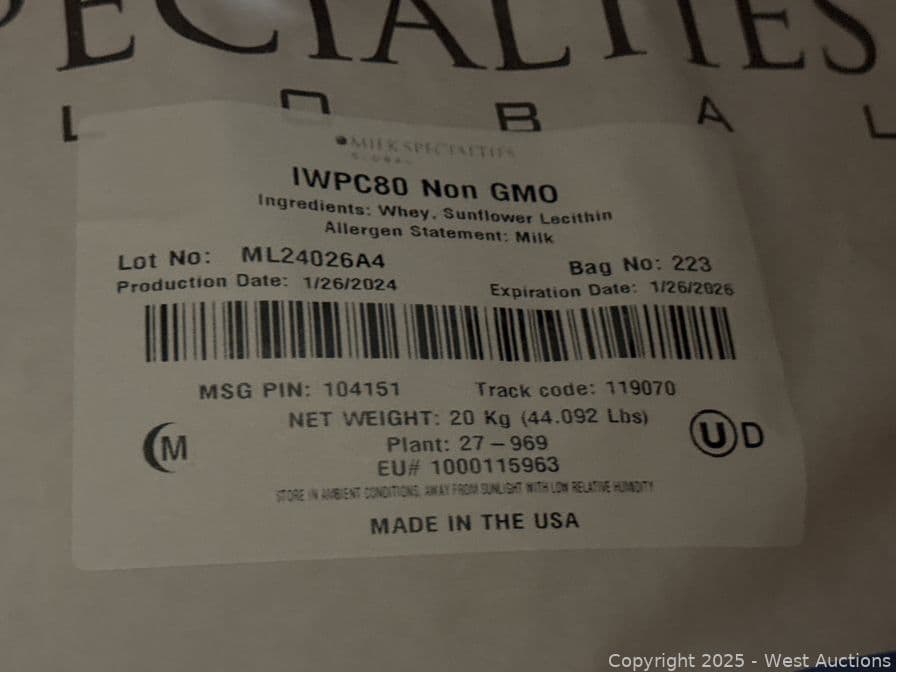 PECIALTIES
L O B A L
MILK SPECIALTIES
GLOBAL
IWPC80 Non GMO
Ingredients: Whey, Sunflower Lecithin
Allergen Statement: Milk
Lot No: ML24026A4 Bag No: 223
Production Date: 1/26/2024 Expiration Date: 1/26/2026
MSG PIN: 104151 Track code: 119070
NET WEIGHT: 20 Kg (44.092 Lbs)
Plant: 27 – 969
EU# 1000115963
STORE IN AMBIENT CONDITIONS, AWAY FROM SUNLIGHT WITH LOW RELATIVE HUMIDITY
MADE IN THE USA
M
U D
Copyright 2025 - West Auctions